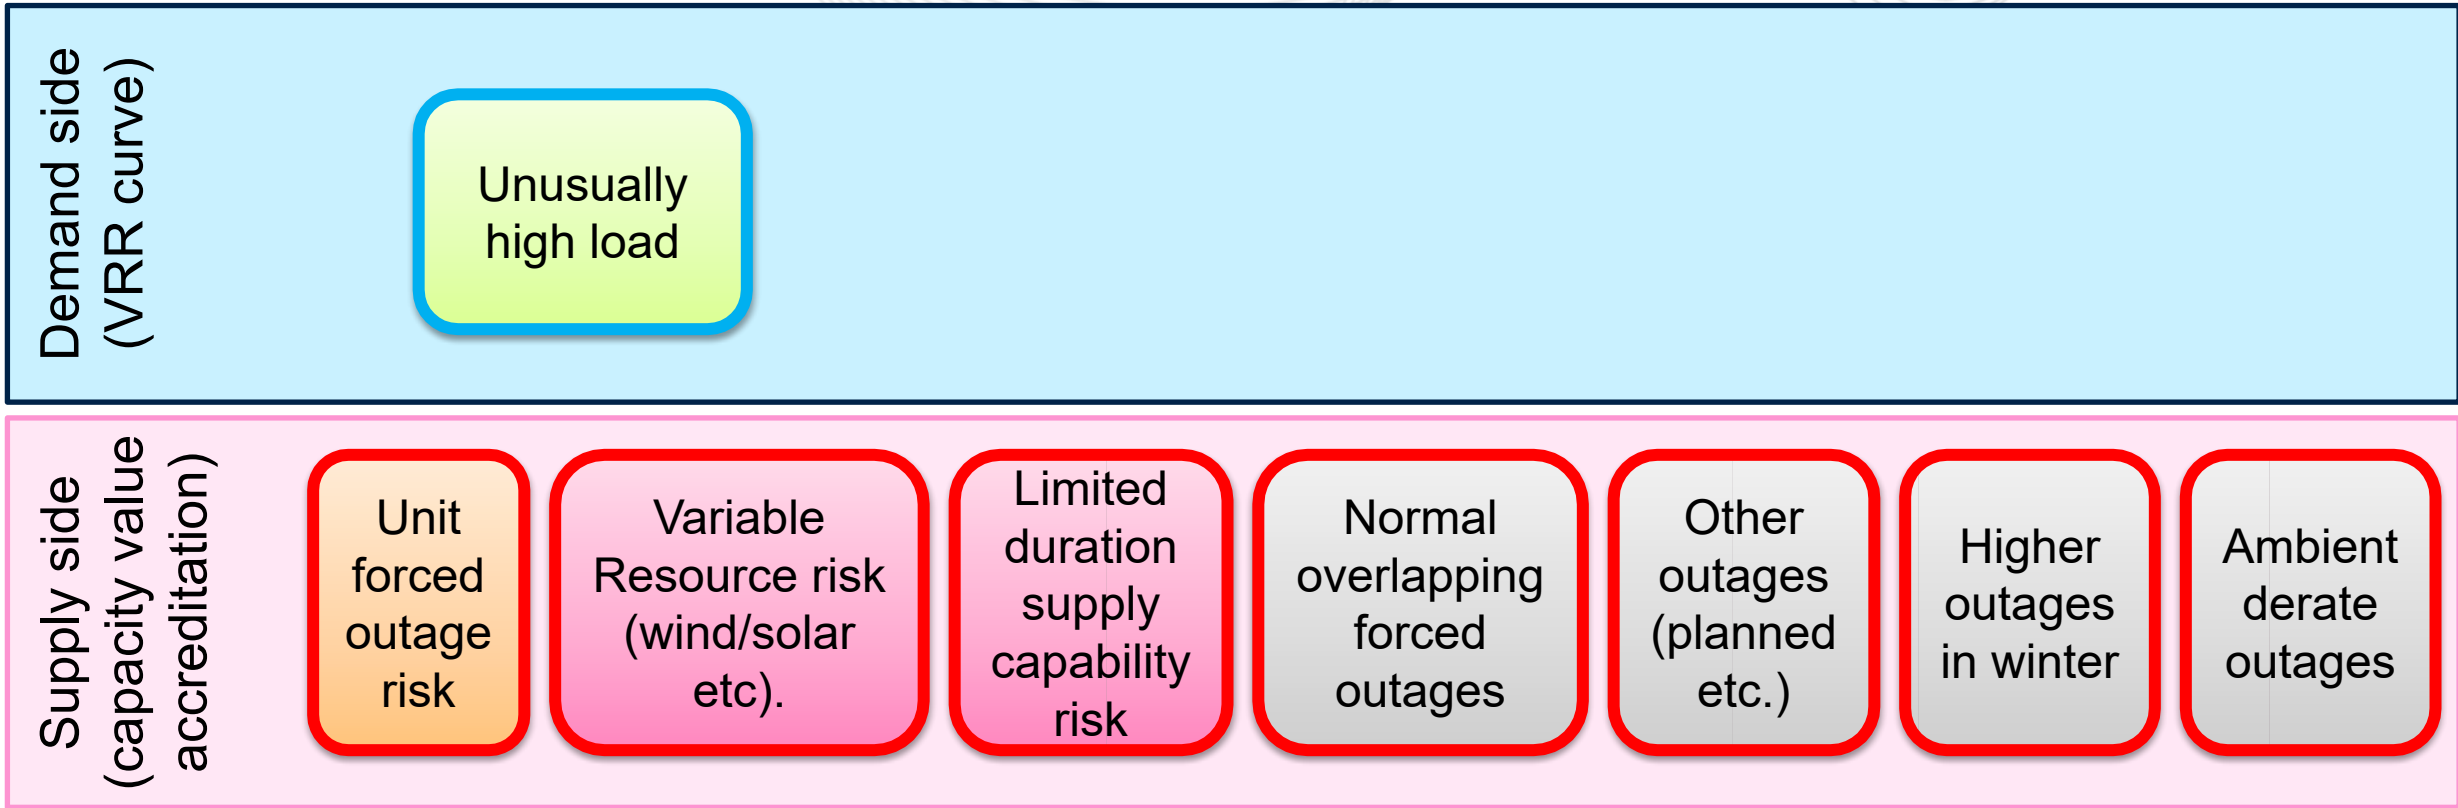 Demand side
(VRR curve)
Unusually
high load
Supply side
(capacity value
accreditation)
Unit
forced
outage
risk
Variable
Resource risk
(wind/solar
etc).
Limited
duration
supply
capability
risk
Normal
overlapping
forced
outages
Other
outages
(planned
etc.)
Higher
outages
in winter
Ambient
derate
outages